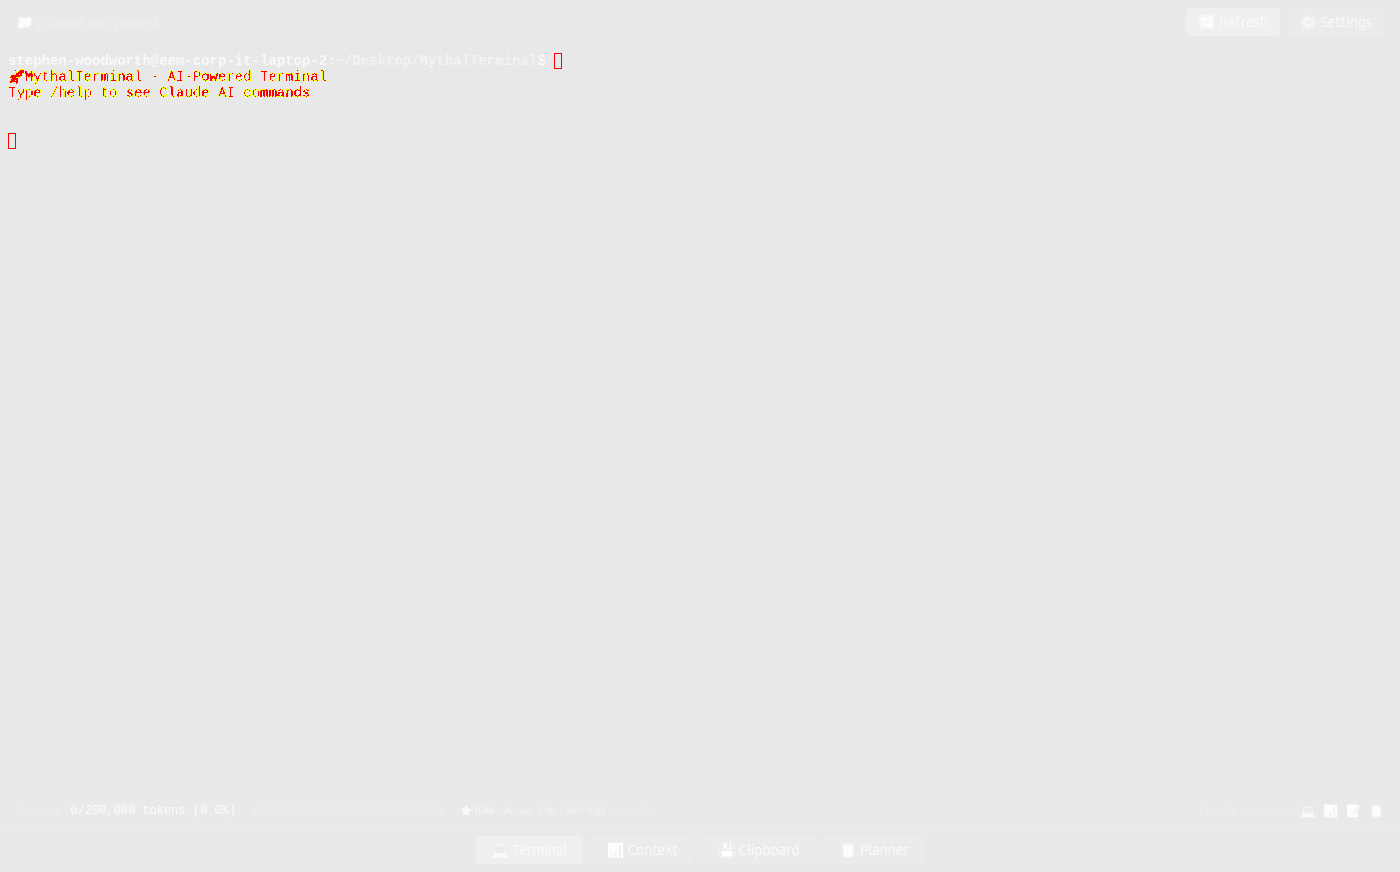 📁 /home/user/project
🔄 Refresh ⚙️ Settings
stephen-woodworth@eem-corp-it-laptop-2:~/Desktop/MythalTerminal$
🚀MythalTerminal - AI-Powered Terminal
Type /help to see Claude AI commands
Context: 0/200,000 tokens (0.0%) ⭐ 0.0k | Active: 0.0k | Ref: 0.0k | Claude Instances: 💻 📊 📝 📋
💻 Terminal 📊 Context 💾 Clipboard 📋 Planner